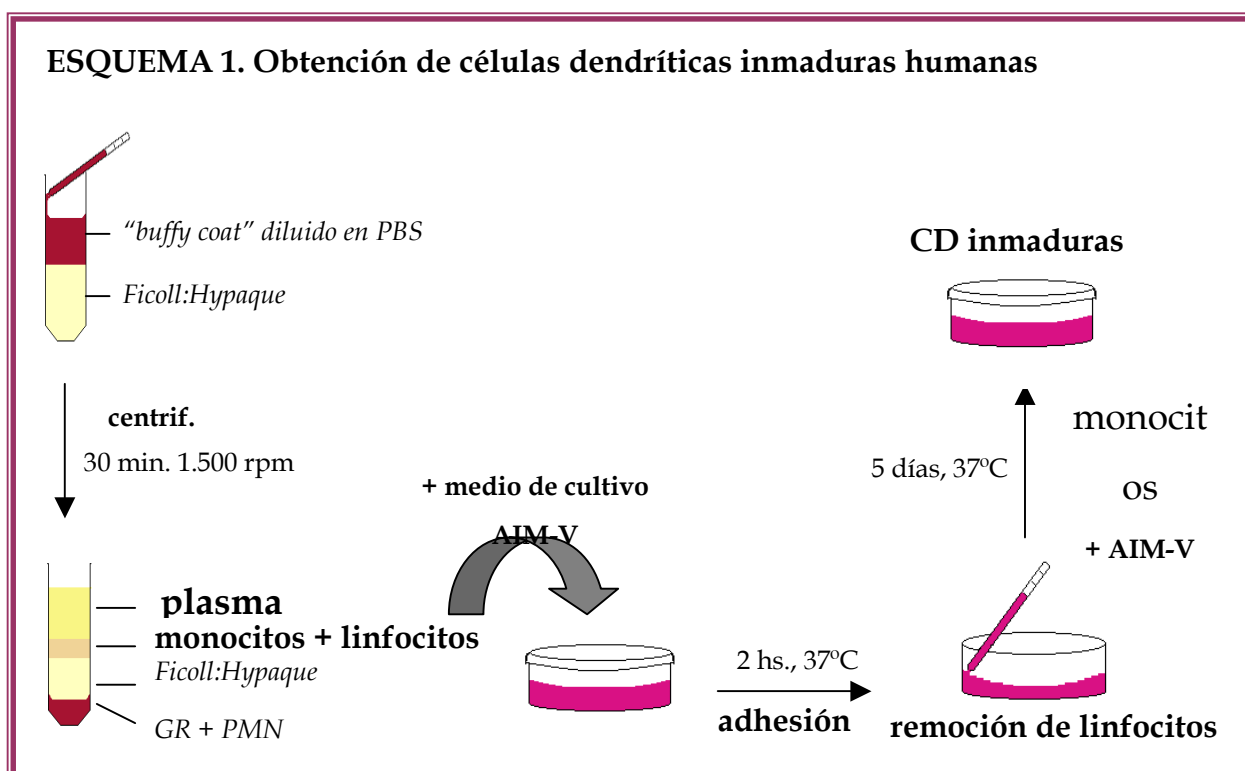 ESQUEMA 1. Obtención de células dendríticas inmaduras humanas
“buffy coat” diluido en PBS
Ficoll:Hypaque
centrif.
30 min. 1.500 rpm
plasma
monocitos + linfocitos
Ficoll:Hypaque
GR + PMN
+ medio de cultivo
AIM-V
2 hs., 37ºC
adhesión
remoción de linfocitos
monocit
os
+ AIM-V
5 días, 37ºC
CD inmaduras